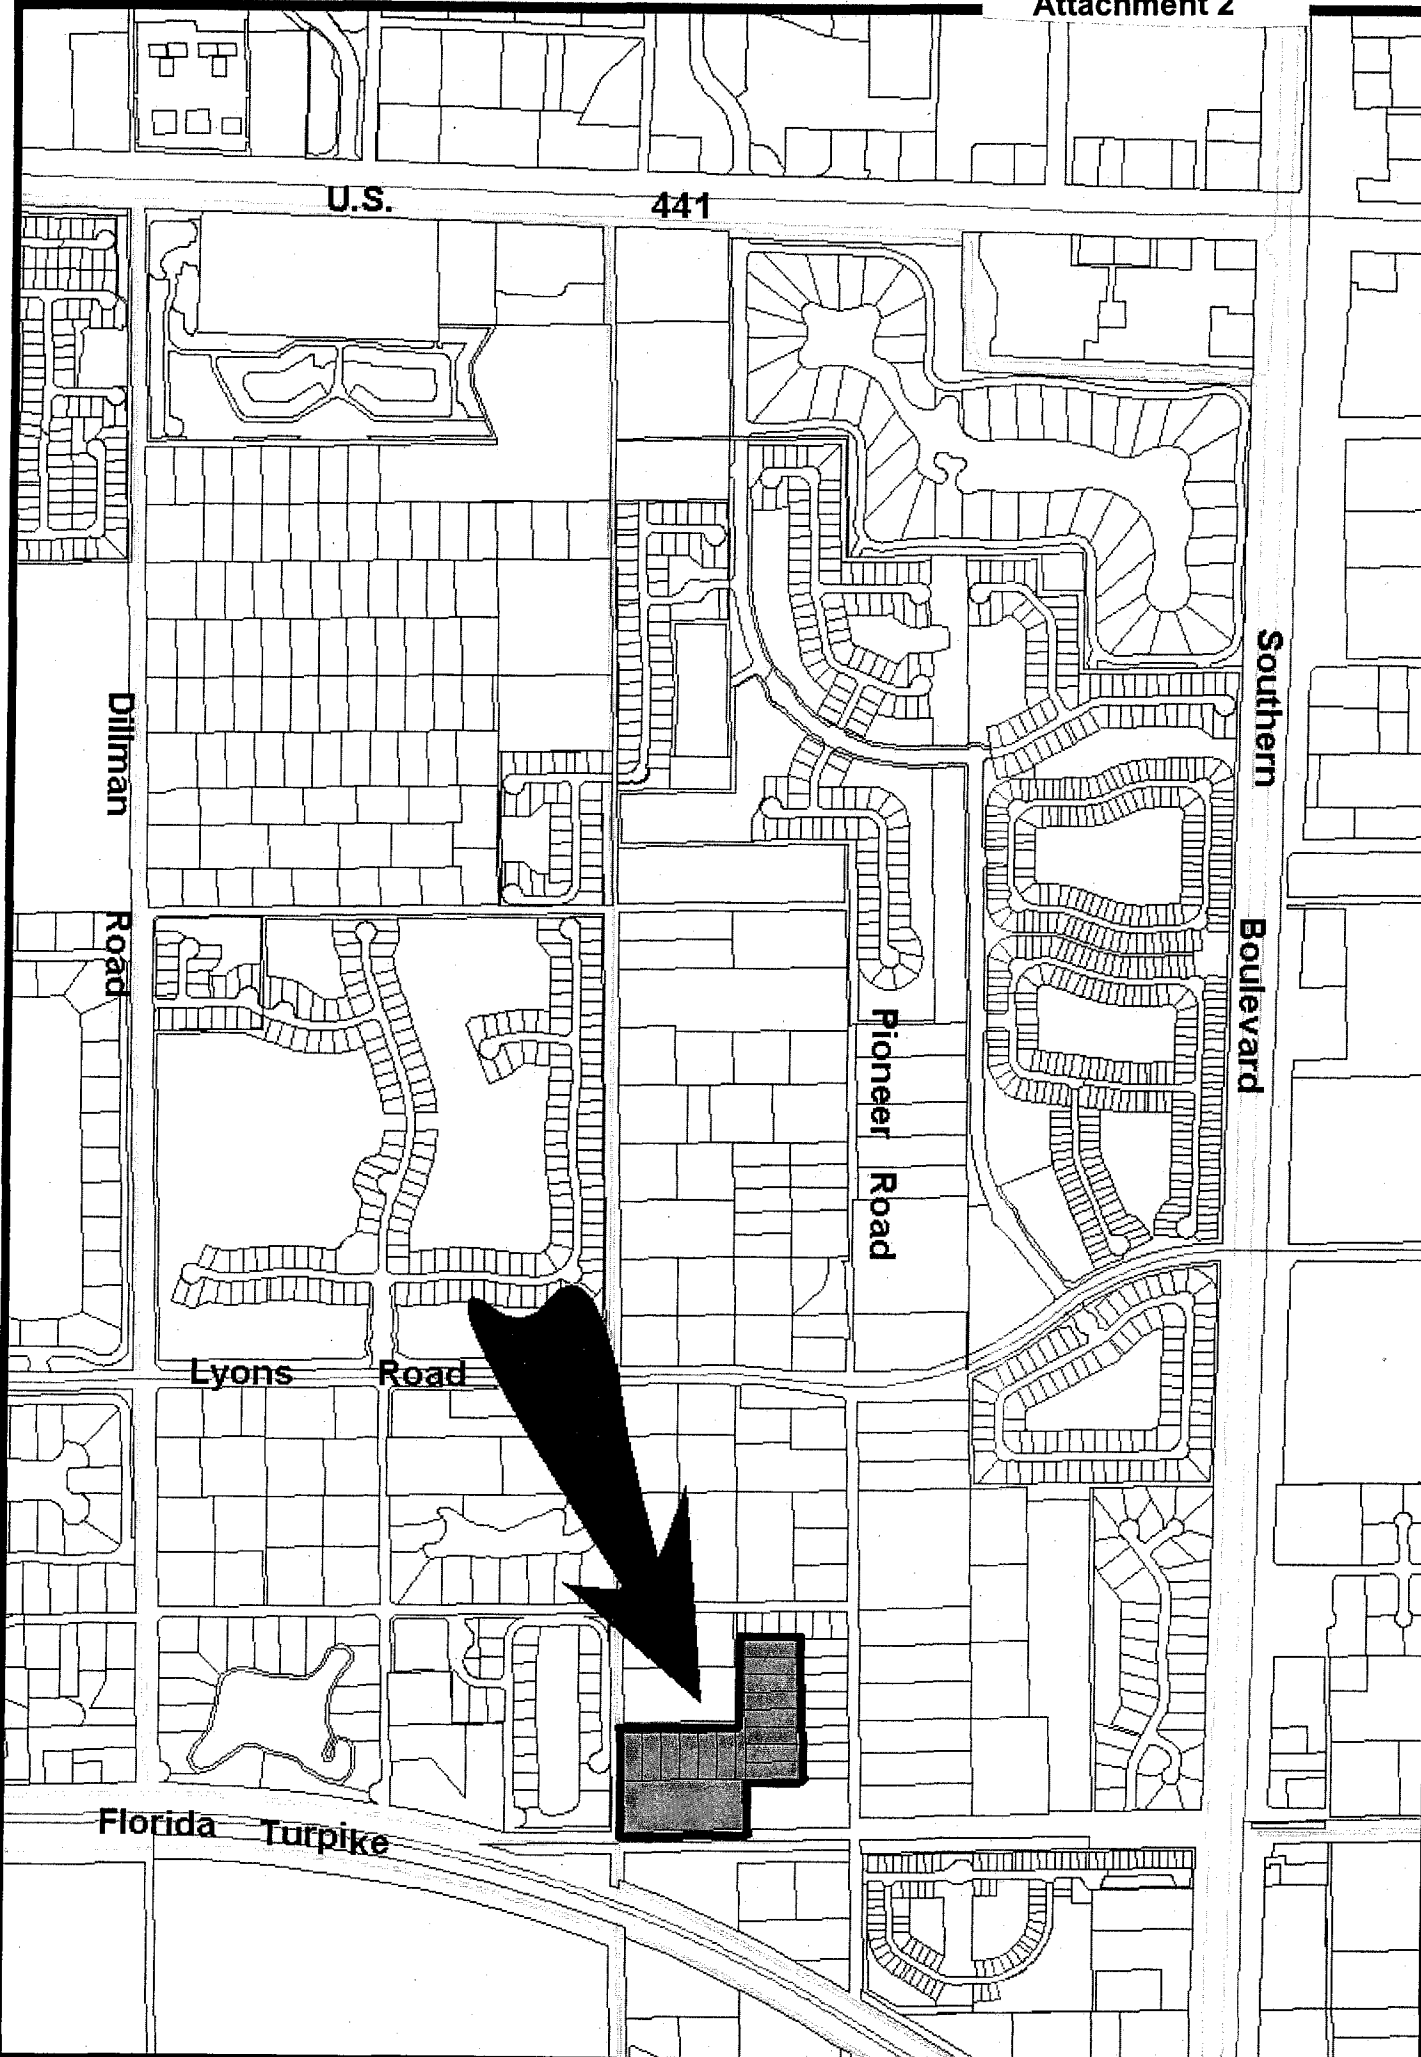 Attachment 2
U.S. 441
Southern Boulevard
Dillman Road
Pioneer Road
Lyons Road
Florida Turpike